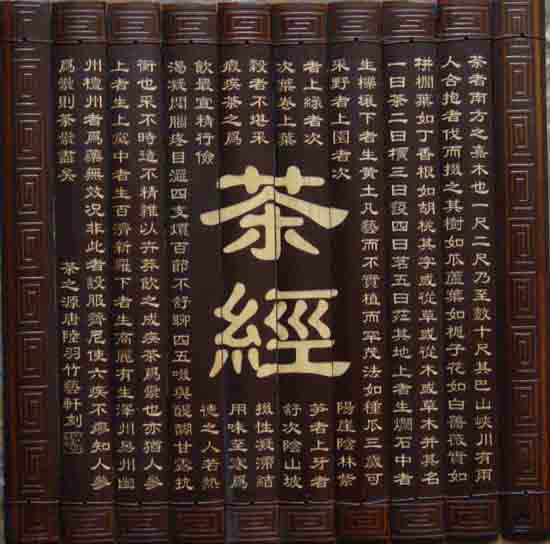 茶者南方之嘉木也一尺二尺乃至數十尺其巴山峽川有兩
人合抱者伐而掇之其樹如瓜蘆葉如梔子花如白薔薇實如
栟櫚葉如丁香根如胡桃其字或從草或從木或草木并其名
一曰茶二曰檟三曰蔎四曰茗五曰荈其地上者生爛石中者
生櫟壤下者生黃土凡藝而不實植而罕茂法如種瓜三歲可
采野者上園者次
陽崖陰林紫
者上綠者次
筍者上牙者
次葉卷上葉
舒次陰山坡
穀者不堪采
掇性凝滯結
瘕疾茶之爲
用味至寒爲
飲最宜精行儉
德之人若熱
茶經
渴凝悶腦疼目澀四支煩百節不舒聊四五啜與醍醐甘露抗
衡也采不時造不精雜以卉莽飲之成疾茶爲累也亦猶人參
上者生上黨中者生百濟新羅下者生高麗有生澤州易州幽
州檀州者爲藥無效況非此者設服薺苨使六疾不瘳知人參
爲累則茶累盡矣
茶之源唐陸羽竹藝軒刻